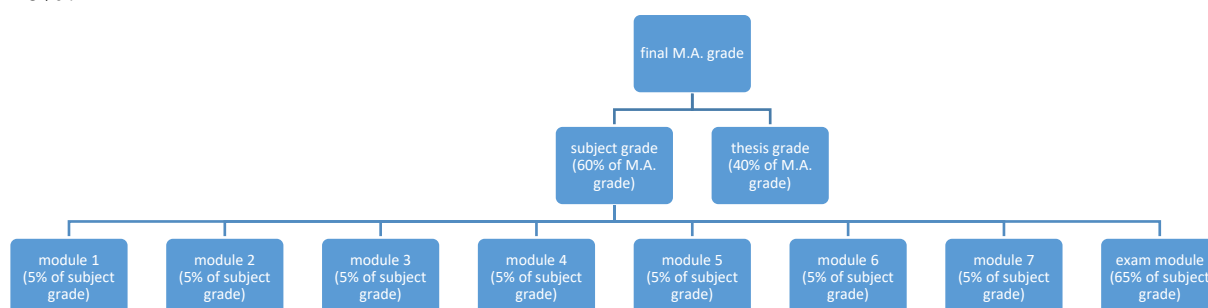 final M.A. grade
subject grade
(60% of M.A.
grade)
thesis grade
(40% of M.A.
grade)
module 1
(5% of subject
grade)
module 2
(5% of subject
grade)
module 3
(5% of subject
grade)
module 4
(5% of subject
grade)
module 5
(5% of subject
grade)
module 6
(5% of subject
grade)
module 7
(5% of subject
grade)
exam module
(65% of subject
grade)